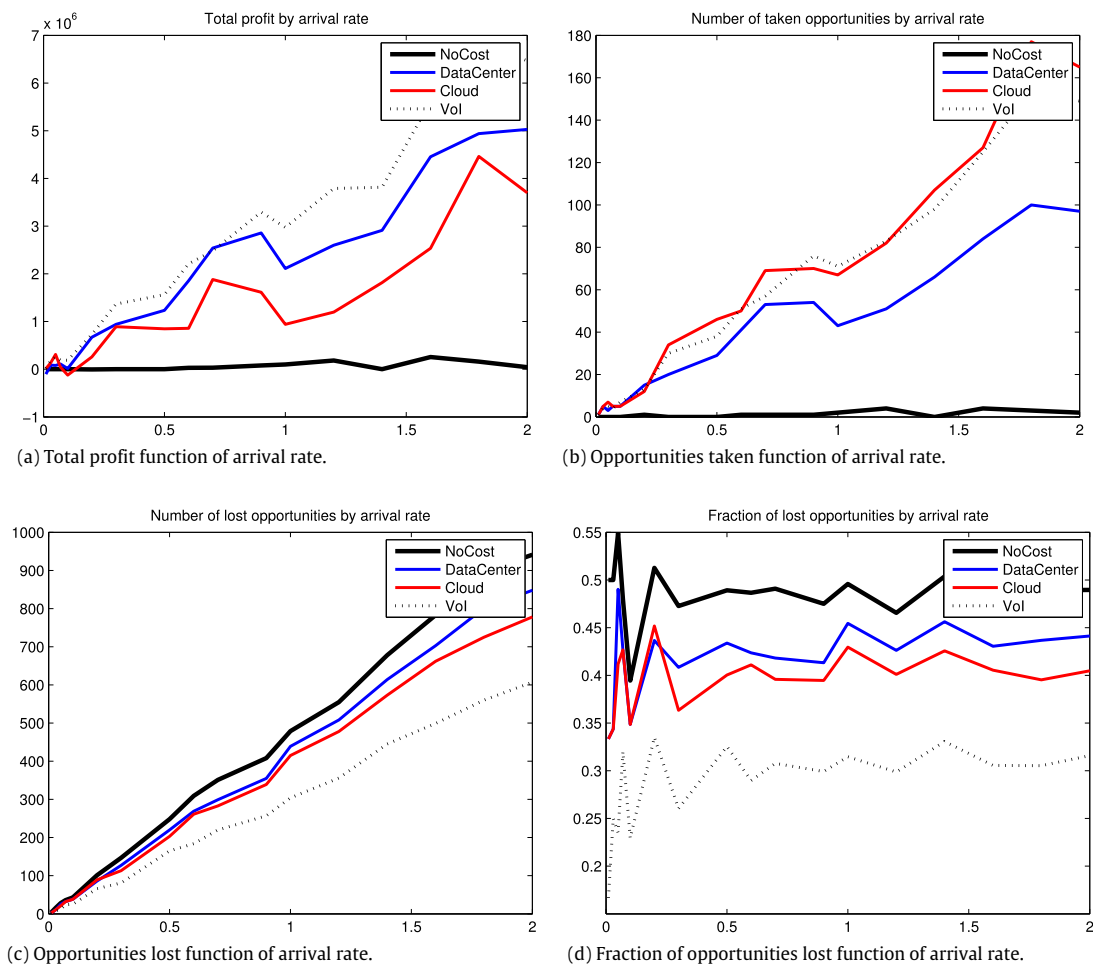 Total profit by arrival rate
x 10⁶
7
6
5
4
3
2
1
0
−1
0
0.5
1
1.5
2
NoCost
DataCenter
Cloud
VoI
(a) Total profit function of arrival rate.
Number of taken opportunities by arrival rate
180
160
140
120
100
80
60
40
20
0
0
0.5
1
1.5
2
NoCost
DataCenter
Cloud
VoI
(b) Opportunities taken function of arrival rate.
Number of lost opportunities by arrival rate
1000
900
800
700
600
500
400
300
200
100
0
0
0.5
1
1.5
2
NoCost
DataCenter
Cloud
VoI
(c) Opportunities lost function of arrival rate.
Fraction of lost opportunities by arrival rate
0.55
0.5
0.45
0.4
0.35
0.3
0.25
0.2
0
0.5
1
1.5
2
NoCost
DataCenter
Cloud
VoI
(d) Fraction of opportunities lost function of arrival rate.